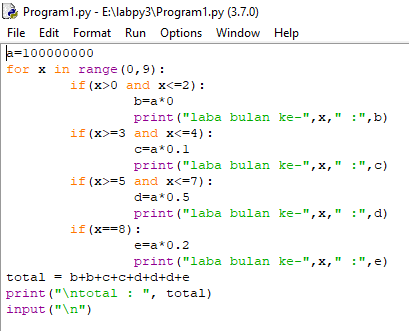 Program1.py - E:\labpy3\Program1.py (3.7.0)
File Edit Format Run Options Window Help
a=100000000
for x in range(0,9):
        if(x>0 and x<=2):
                b=a*0
                print("laba bulan ke-",x," :",b)
        if(x>=3 and x<=4):
                c=a*0.1
                print("laba bulan ke-",x," :",c)
        if(x>=5 and x<=7):
                d=a*0.5
                print("laba bulan ke-",x," :",d)
        if(x==8):
                e=a*0.2
                print("laba bulan ke-",x," :",e)
total = b+b+c+c+d+d+d+e
print("\ntotal : ", total)
input("\n")